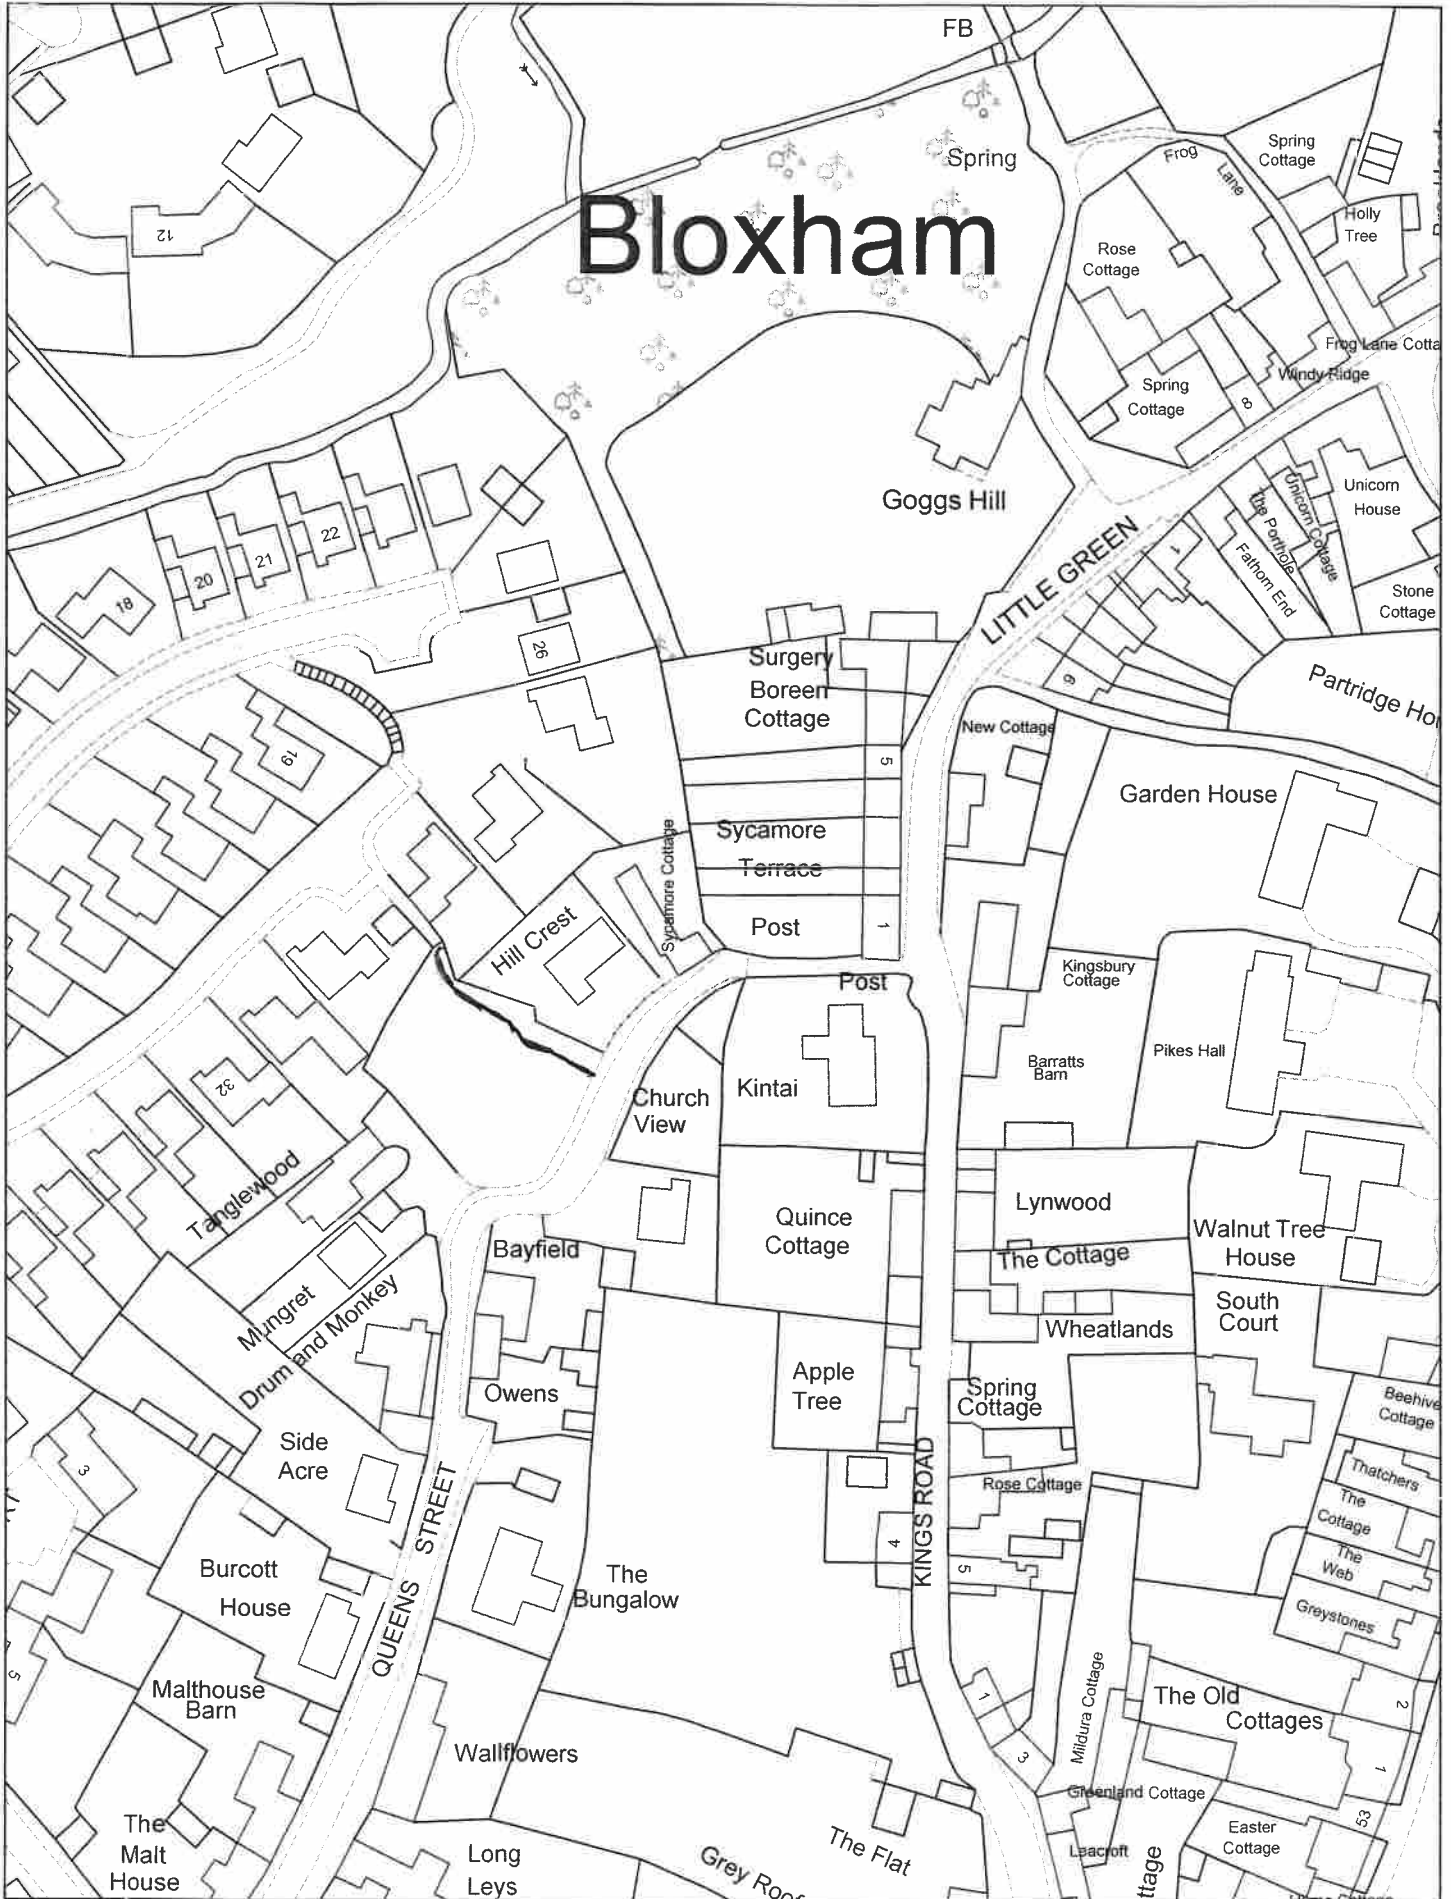 FB
Spring
Bloxham
Spring
Cottage
Frog
Lane
Holly
Tree
Rose
Cottage
12
Frog Lane Cotta
Windy Ridge
Spring
Cottage
8
Unicorn
House
Unicorn Cottage
The Porthole
Fathom End
Goggs Hill
LITTLE GREEN
1
6
Stone
Cottage
22
21
20
18
26
19
Surgery
Boreen
Cottage
Partridge Ho
New Cottage
5
Garden House
Sycamore
Terrace
Sycamore Cottage
Post
1
Hill Crest
Post
Kingsbury
Cottage
Barratts
Barn
Pikes Hall
Kintai
Church
View
32
Tanglewood
Lynwood
Quince
Cottage
Walnut Tree
House
Bayfield
The Cottage
Mungret
Drum and Monkey
South
Court
Wheatlands
Apple
Tree
Owens
Spring
Cottage
Beehive
Cottage
Side
Acre
3
KINGS ROAD
Rose Cottage
Thatchers
The
Cottage
QUEENS STREET
4
5
The
Web
Burcott
House
The
Bungalow
Greystones
5
Malthouse
Barn
Mildura Cottage
1
3
The Old
Cottages
2
1
Wallflowers
Greenland Cottage
53
Easter
Cottage
The
Malt
House
Long
Leys
Grey Roof
The Flat
Leacroft
ttage